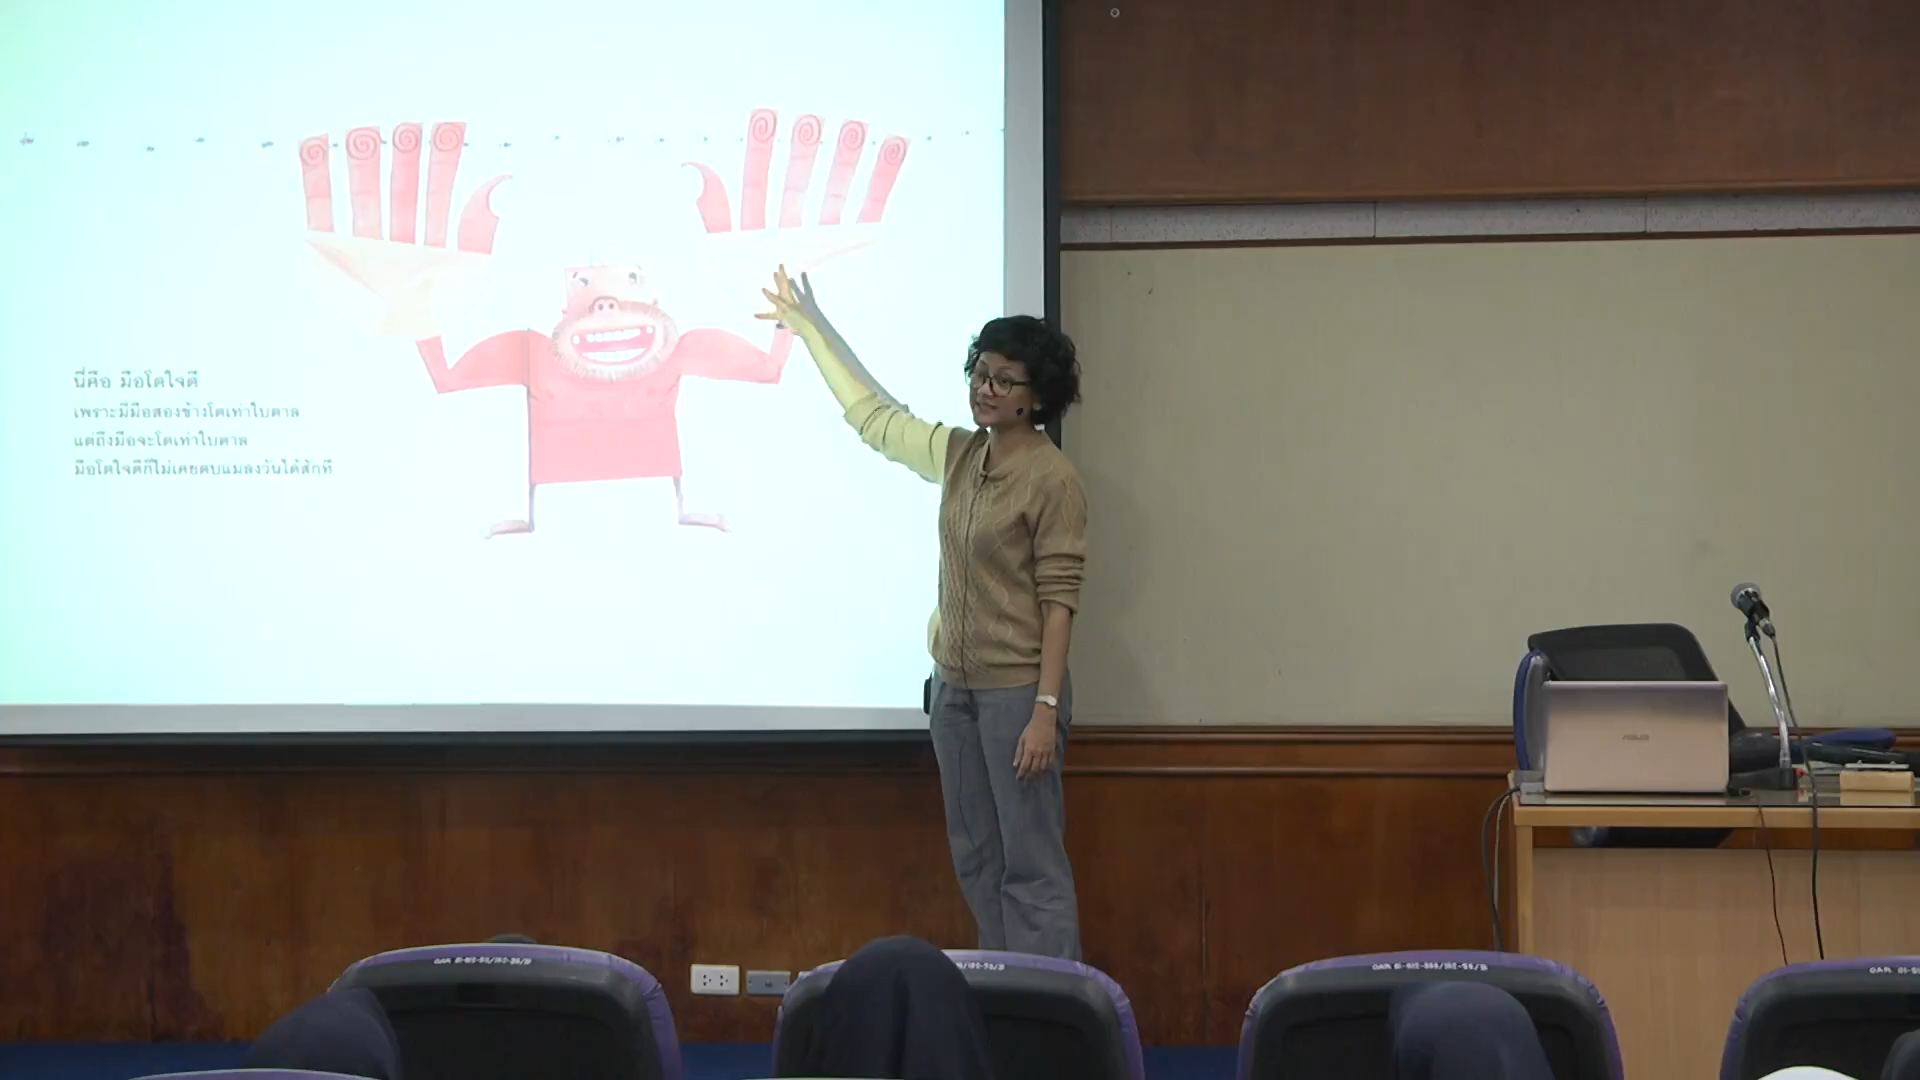 นี่คือ มือโตใจดี
เพราะมีมือสองข้างโตเท่าใบตาล
แต่ถึงมือจะโตเท่าใบตาล
มือโตใจดีก็ไม่เคยตบแมลงวันได้สักที
ASUS